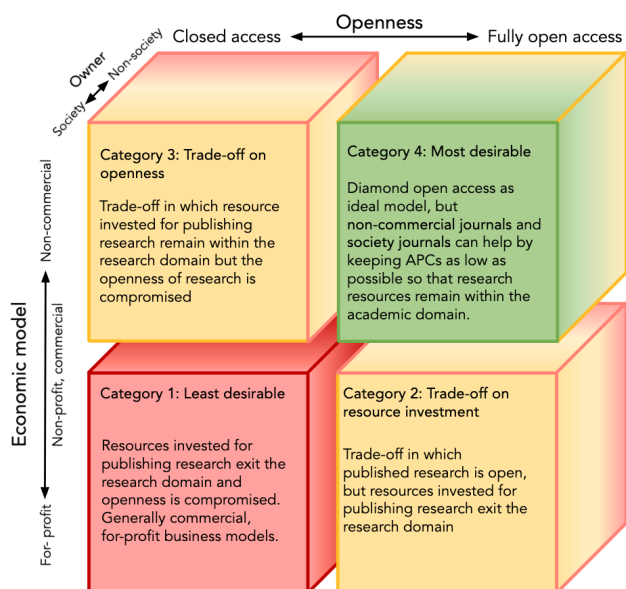 Openness
Closed access
Fully open access
Owner
Society
Non-society
Economic model
Non-commercial
Non-profit, commercial
For- profit
Category 3: Trade-off on
openness
Trade-off in which resource
invested for publishing
research remain within the
research domain but the
openness of research is
compromised
Category 4: Most desirable
Diamond open access as
ideal model, but
non-commercial journals and
society journals can help by
keeping APCs as low as
possible so that research
resources remain within the
academic domain.
Category 1: Least desirable
Resources invested for
publishing research exit the
research domain and
openness is compromised.
Generally commercial,
for-profit business models.
Category 2: Trade-off on
resource investment
Trade-off in which
published research is open,
but resources invested for
publishing research exit the
research domain